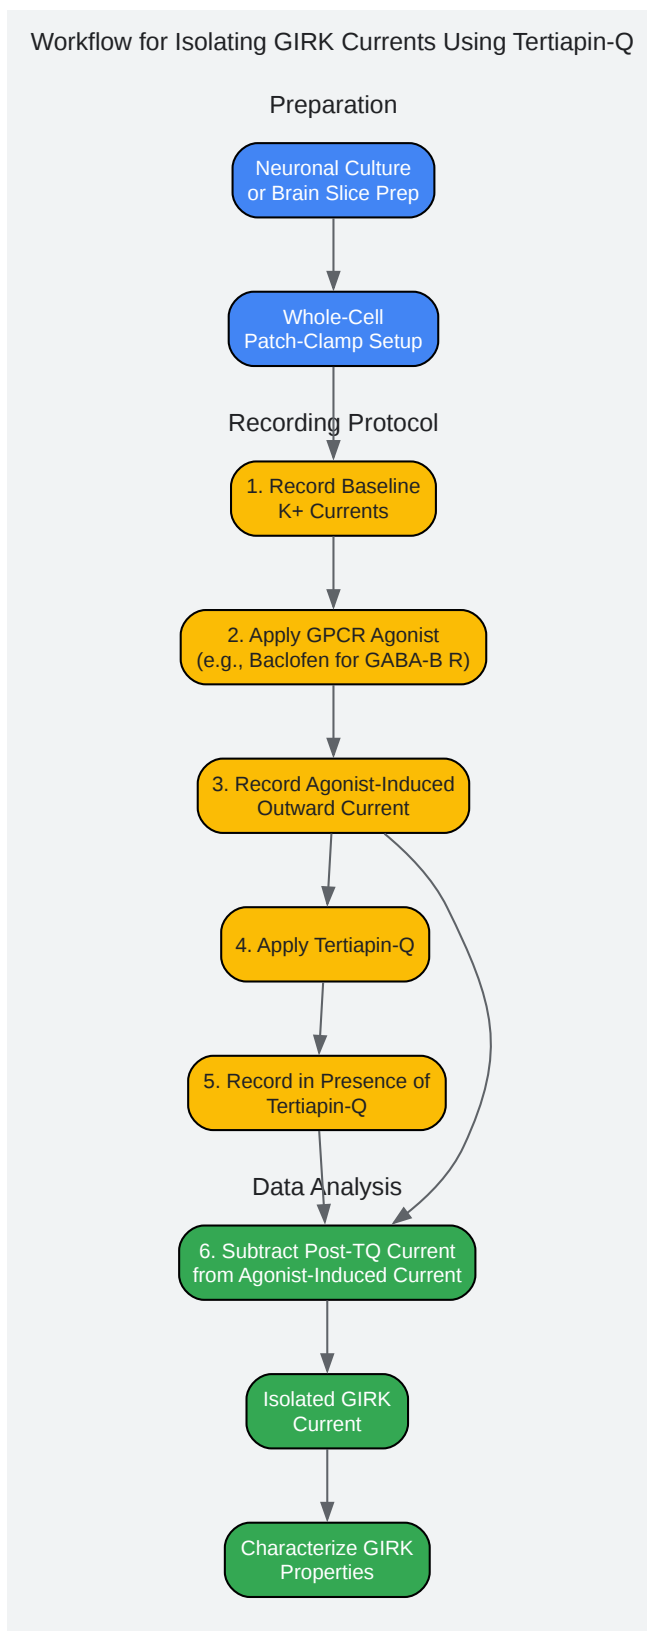 Workflow for Isolating GIRK Currents Using Tertiapin-Q
Preparation
Neuronal Culture
or Brain Slice Prep
Whole-Cell
Patch-Clamp Setup
Recording Protocol
1. Record Baseline
K+ Currents
2. Apply GPCR Agonist
(e.g., Baclofen for GABA-B R)
3. Record Agonist-Induced
Outward Current
4. Apply Tertiapin-Q
5. Record in Presence of
Tertiapin-Q
Data Analysis
6. Subtract Post-TQ Current
from Agonist-Induced Current
Isolated GIRK
Current
Characterize GIRK
Properties